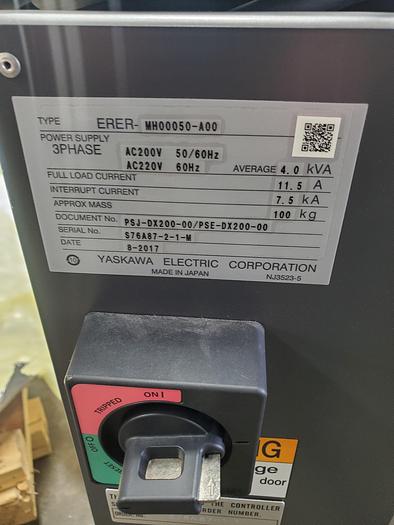 TYPE ERER-MH00050-A00
POWER SUPPLY
3PHASE AC200V 50/60Hz
AC220V 60Hz AVERAGE 4.0 kVA
FULL LOAD CURRENT 11.5 A
INTERRUPT CURRENT 7.5 kA
APPROX MASS 100 kg
DOCUMENT No. PSJ-DX200-00/PSE-DX200-00
SERIAL No. S76A87-2-1-M
DATE 8-2017
YASKAWA ELECTRIC CORPORATION
MADE IN JAPAN NJ3523-5
ON I
TRIPPED
O OFF
RESET
G
ge
door
THE CONTROLLER
ORDER NUMBER.